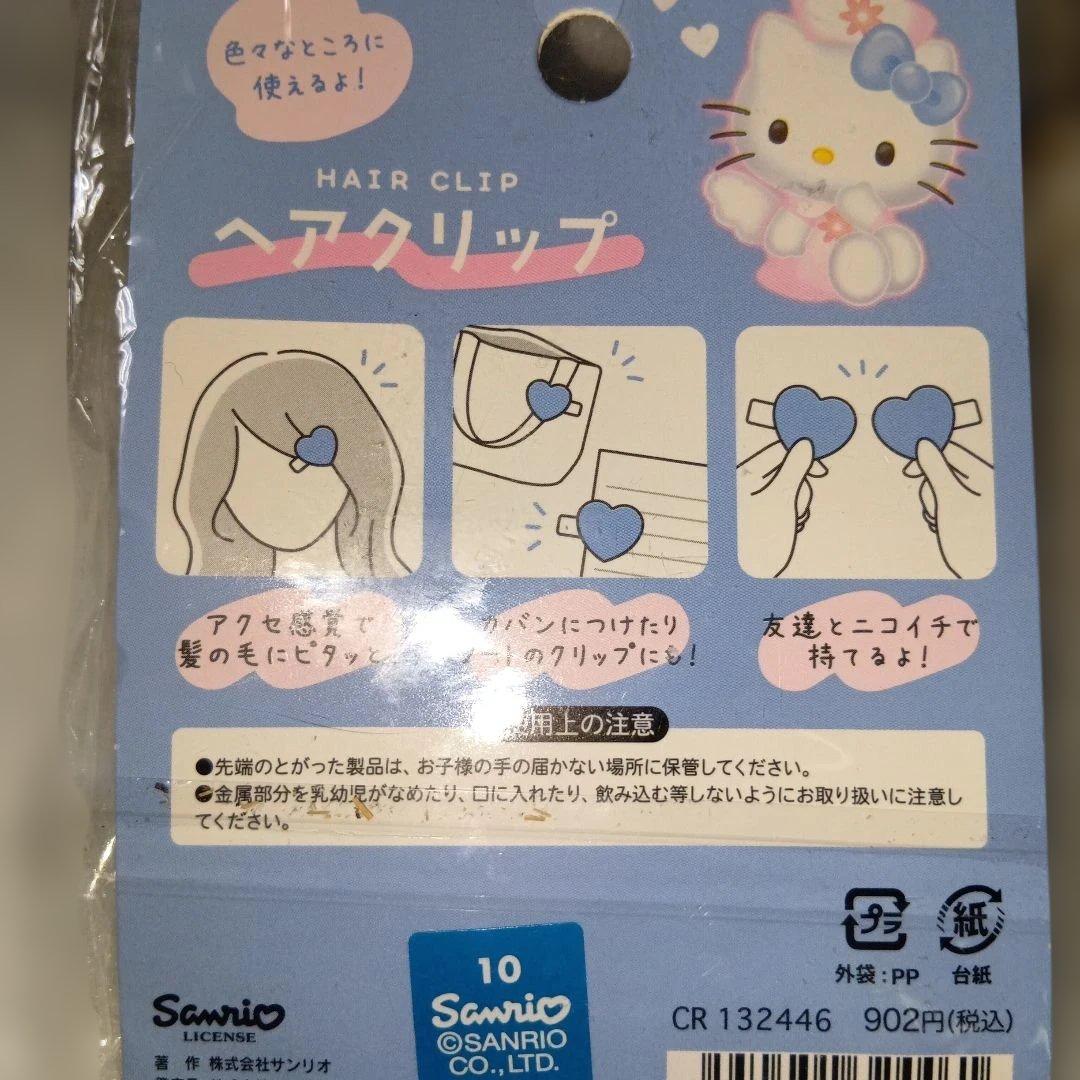 色々なところに
使えるよ!
HAIR CLIP
ヘアクリップ
アクセ感覚で
髪の毛にピタッと
カバンにつけたり
ノートのクリップにも!
友達とニコイチで
持てるよ!
使用上の注意
●先端のとがった製品は、お子様の手の届かない場所に保管してください。
●金属部分を乳幼児がなめたり、口に入れたり、飲み込む等しないようにお取り扱いに注意し
てください。
プラ
紙
外袋:PP
台紙
10
Sanrio
©SANRIO
CO., LTD.
Sanrio
LICENSE
著 作 株式会社サンリオ
CR 132446 902円(税込)